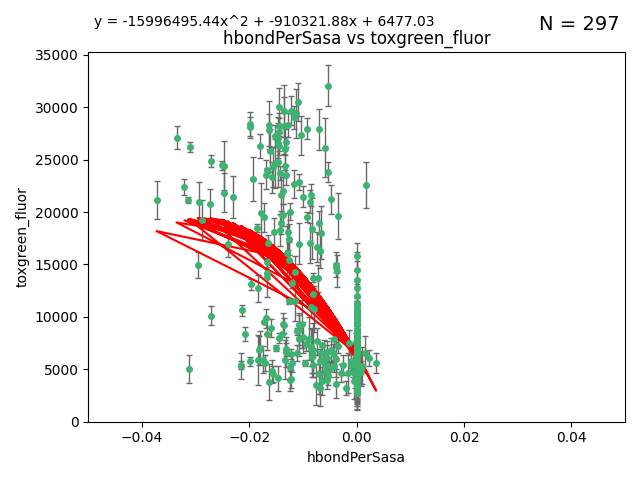 y = -15996495.44x^2 + -910321.88x + 6477.03
N = 297
hbondPerSasa vs toxgreen_fluor
35000
30000
25000
20000
15000
10000
5000
0
toxgreen_fluor
−0.04
−0.02
0.00
0.02
0.04
hbondPerSasa